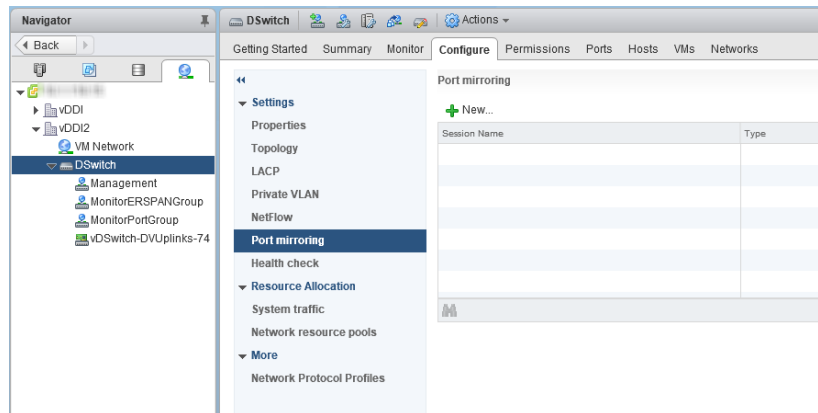 Navigator
Back
vDDI
vDDI2
VM Network
DSwitch
Management
MonitorERSPANGroup
MonitorPortGroup
vDSwitch-DVUplinks-74
DSwitch
Actions
Getting Started Summary Monitor Configure Permissions Ports Hosts VMs Networks
Settings
Properties
Topology
LACP
Private VLAN
NetFlow
Port mirroring
Health check
Resource Allocation
System traffic
Network resource pools
More
Network Protocol Profiles
Port mirroring
New...
Session Name Type